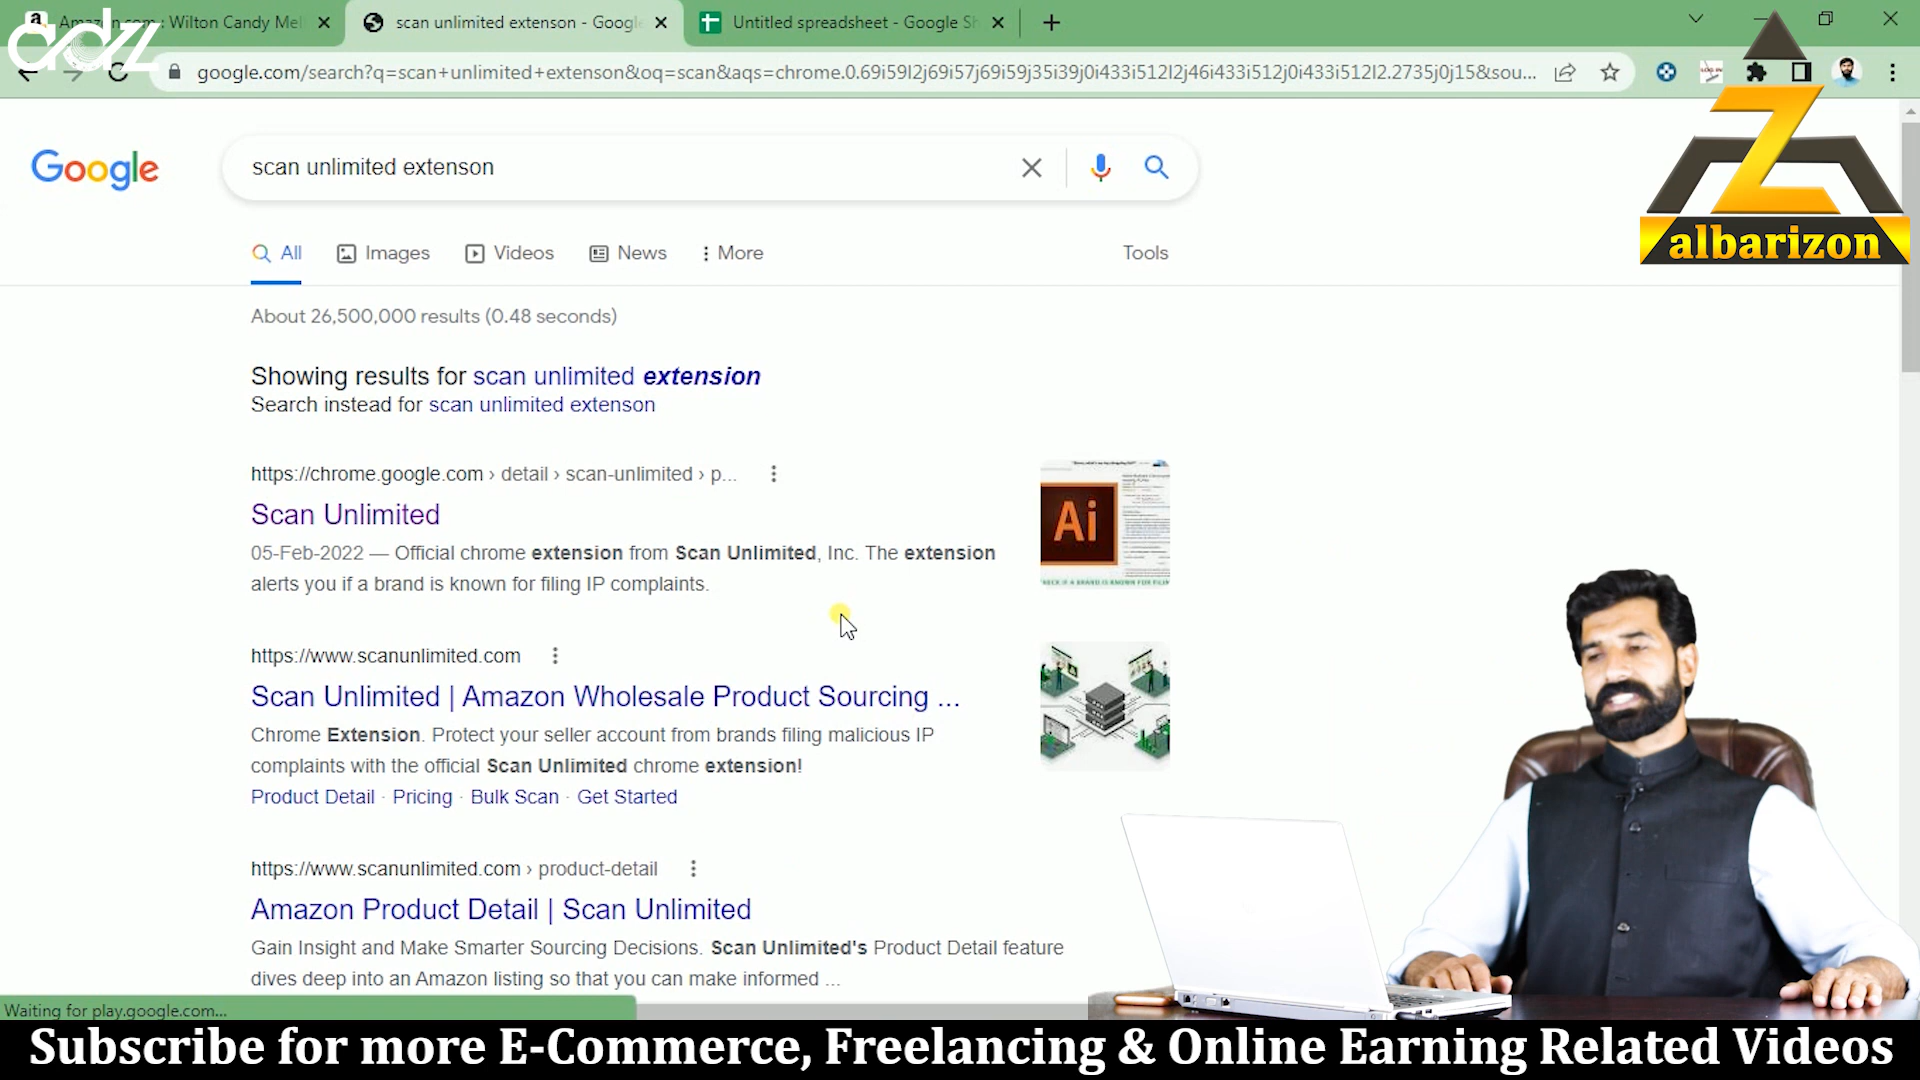 Amazon.com : Wilton Candy Mel
scan unlimited extenson - Google
Untitled spreadsheet - Google Sh
adz
google.com/search?q=scan+unlimited+extenson&oq=scan&aqs=chrome.0.69i59l2j69i57j69i59j35i39j0i433i512l2j46i433i512j0i433i512l2.2735j0j15&sou...
LOG IN
Google
scan unlimited extenson
albarizon
All
Images
Videos
News
More
Tools
About 26,500,000 results (0.48 seconds)
Showing results for scan unlimited extension
Search instead for scan unlimited extenson
https://chrome.google.com › detail › scan-unlimited › p...
Scan Unlimited
05-Feb-2022 — Official chrome extension from Scan Unlimited, Inc. The extension
alerts you if a brand is known for filing IP complaints.
Ai
https://www.scanunlimited.com
Scan Unlimited | Amazon Wholesale Product Sourcing ...
Chrome Extension. Protect your seller account from brands filing malicious IP
complaints with the official Scan Unlimited chrome extension!
Product Detail · Pricing · Bulk Scan · Get Started
https://www.scanunlimited.com › product-detail
Amazon Product Detail | Scan Unlimited
Gain Insight and Make Smarter Sourcing Decisions. Scan Unlimited's Product Detail feature
dives deep into an Amazon listing so that you can make informed ...
Waiting for play.google.com...
Subscribe for more E-Commerce, Freelancing & Online Earning Related Videos